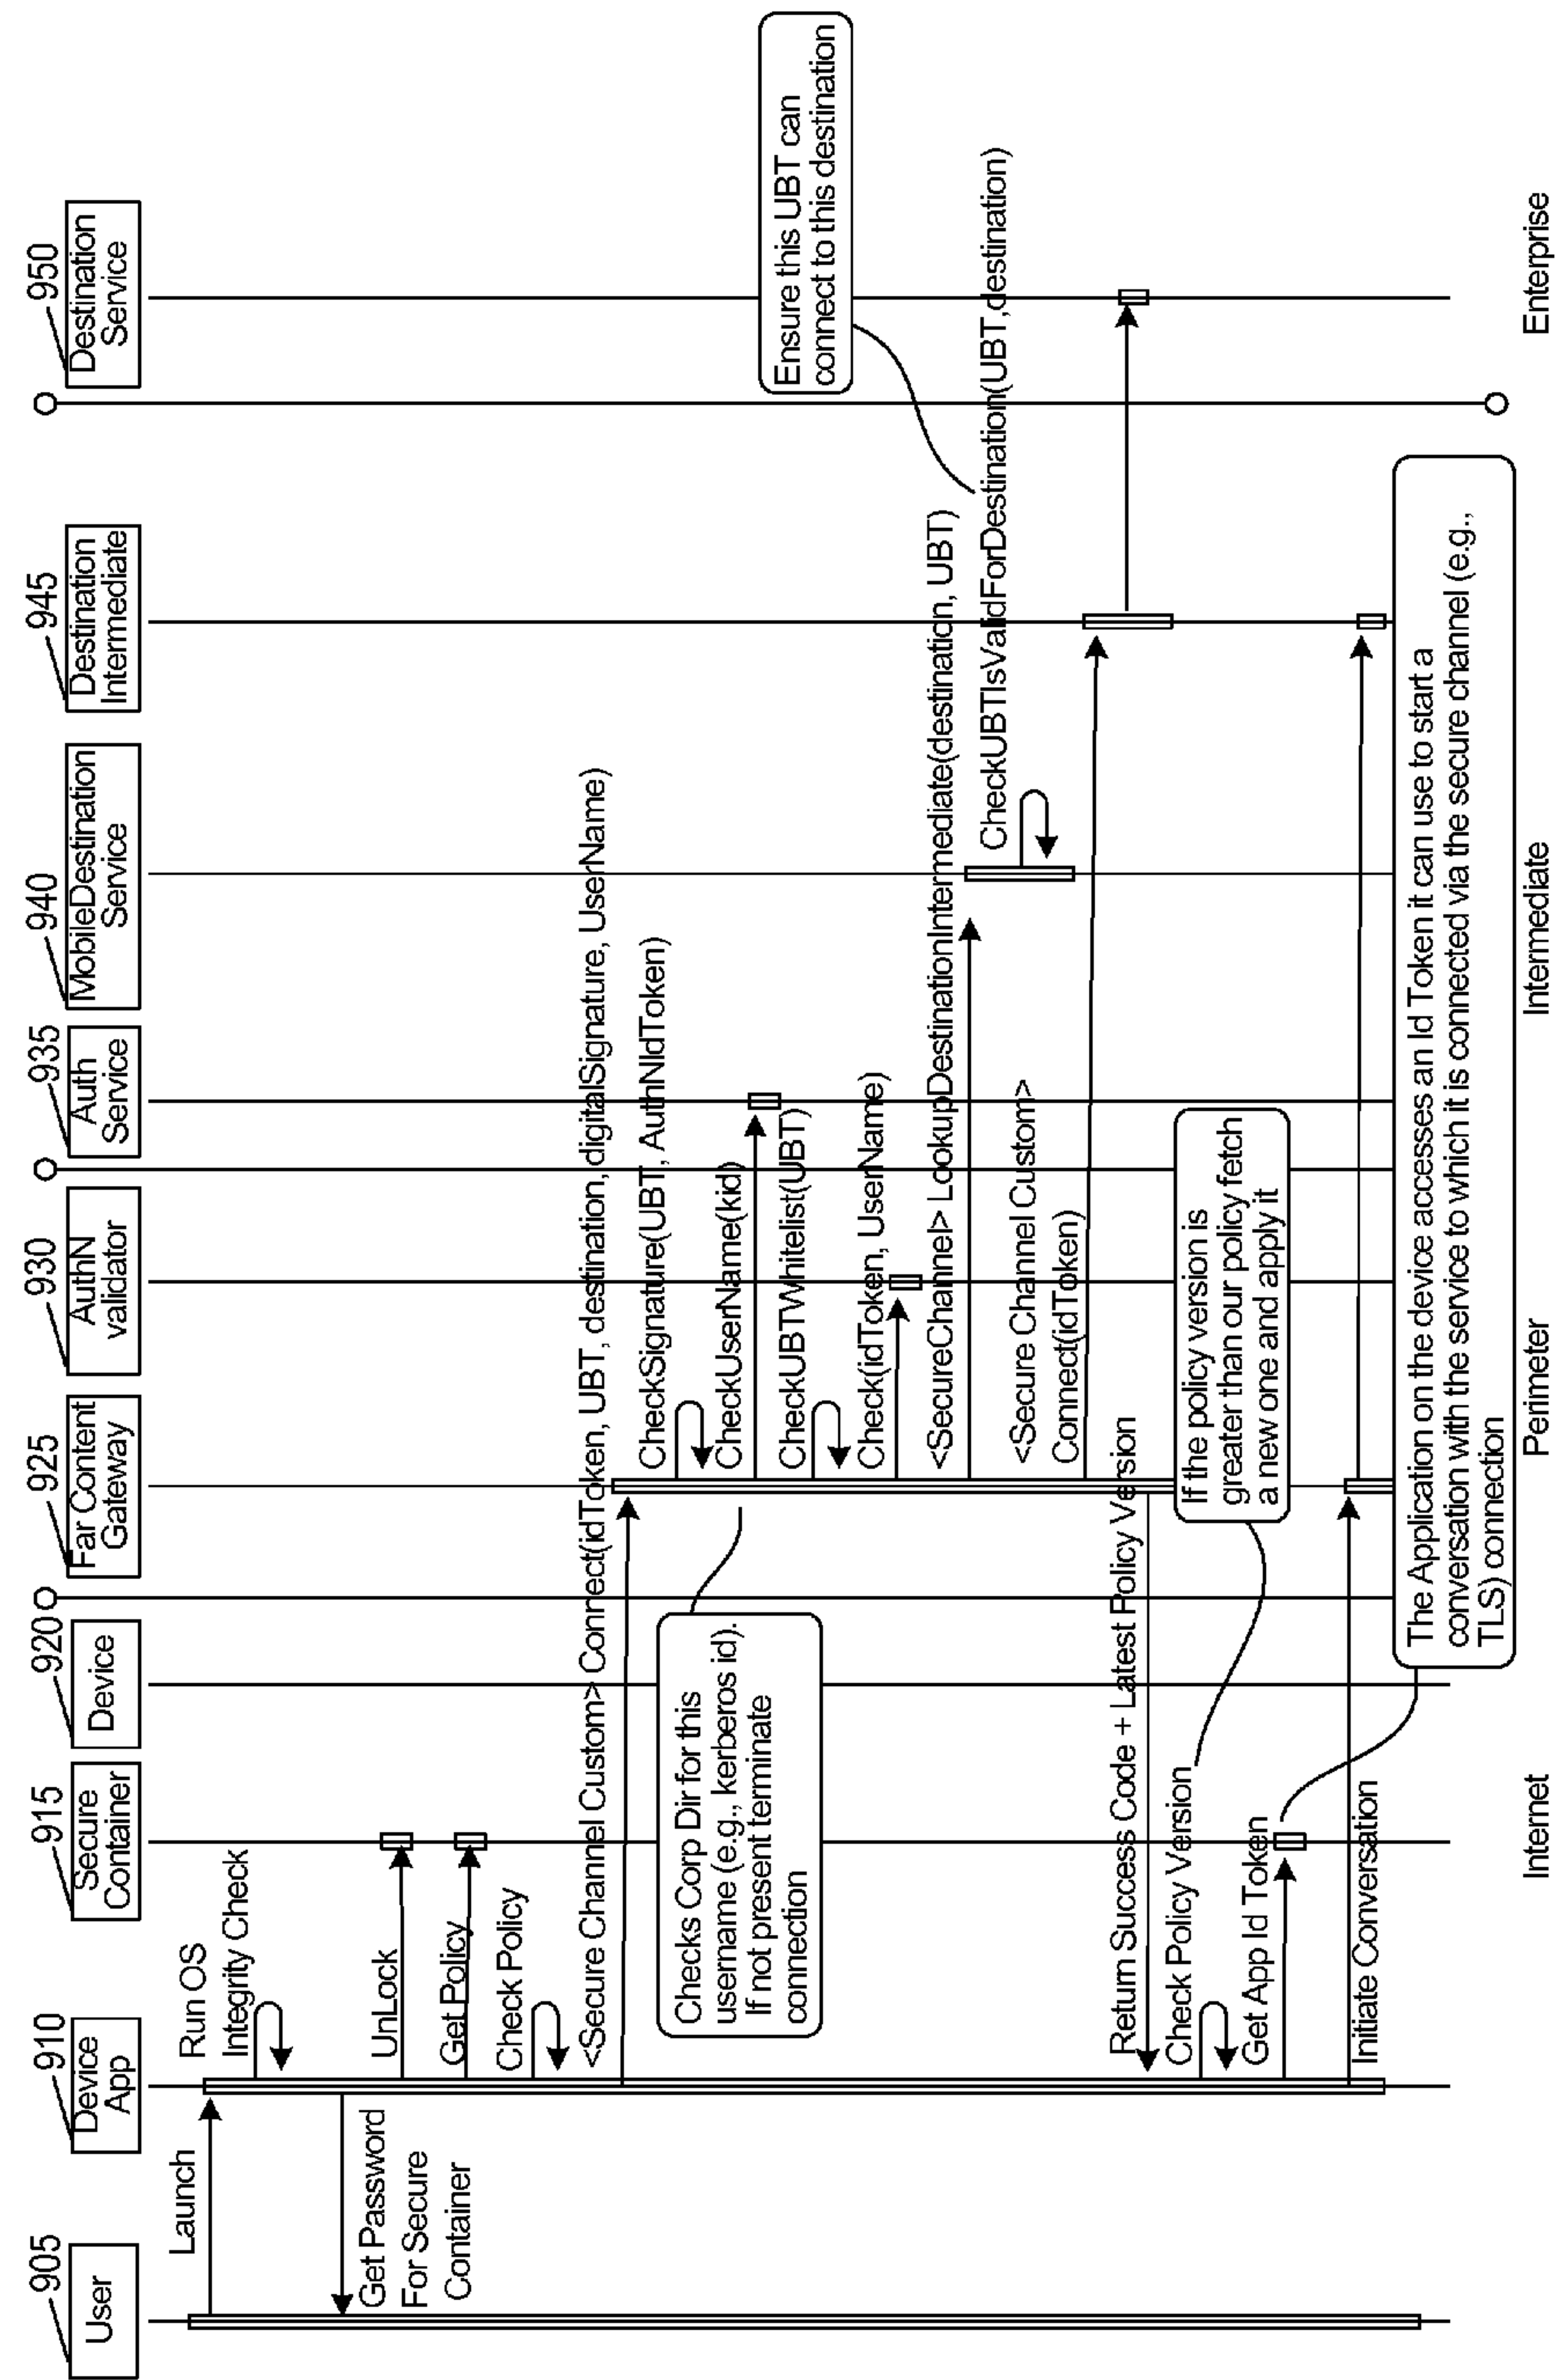 905
User
910
Device
App
915
Secure
Container
920
Device
925
Far Content
Gateway
930
AuthN
validator
935
Auth
Service
940
MobileDestination
Service
945
Destination
Intermediate
950
Destination
Service
Launch
Run OS
Integrity Check
Get Password
For Secure
Container
UnLock
Get Policy
Check Policy
<Secure Channel Custom> Connect(idToken, UBT, destination, digitalSignature, UserName)
CheckSignature(UBT, AuthNIdToken)
Checks Corp Dir for this
username (e.g., kerberos id).
If not present terminate
connection
CheckUserName(kid)
CheckUBTWhitelist(UBT)
Check(idToken, UserName)
Ensure this UBT can
connect to this destination
<SecureChannel> LookupDestinationIntermediate(destination, UBT)
CheckUBTIsValidForDestination(UBT,destination)
<Secure Channel Custom>
Connect(idToken)
Return Success Code + Latest Policy Version
Check Policy Version
If the policy version is
greater than our policy fetch
a new one and apply it
Get App Id Token
Initiate Conversation
The Application on the device accesses an Id Token it can use to start a
conversation with the service to which it is connected via the secure channel (e.g.,
TLS) connection
Internet
Perimeter
Intermediate
Enterprise